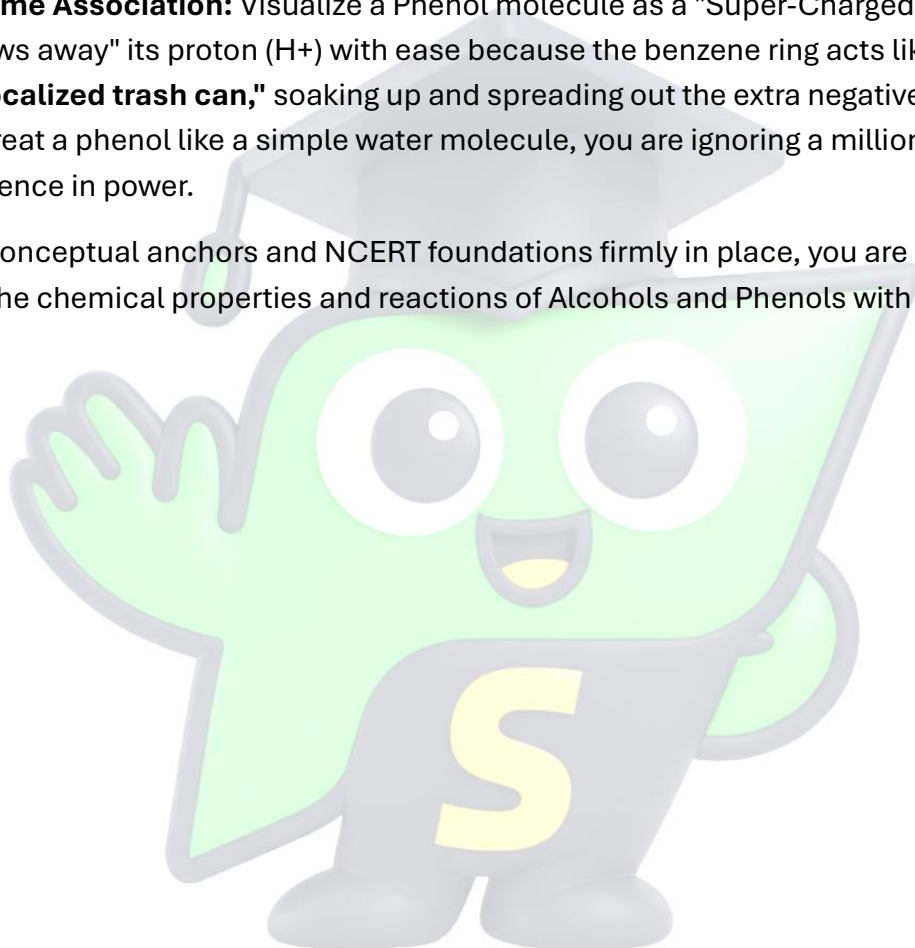 me Association: Visualize a Phenol molecule as a "Super-Charged
ws away" its proton (H+) with ease because the benzene ring acts lik
ocalized trash can," soaking up and spreading out the extra negative
reat a phenol like a simple water molecule, you are ignoring a million
ence in power.
onceptual anchors and NCERT foundations firmly in place, you are
he chemical properties and reactions of Alcohols and Phenols with
S